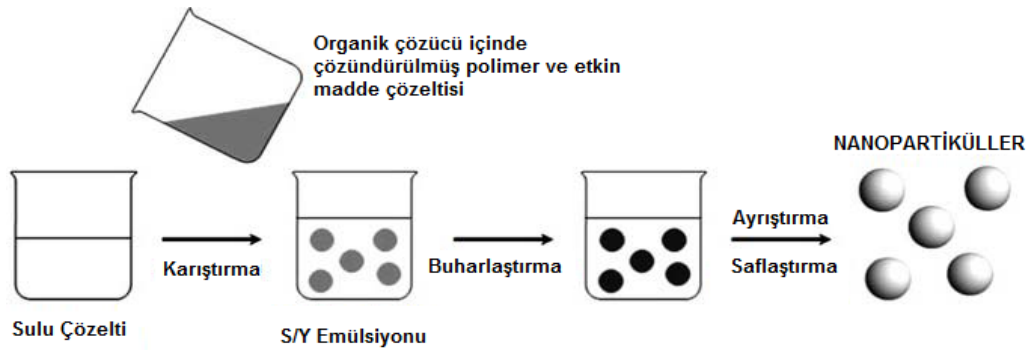 Organik çözücü içinde
çözündürülmüş polimer ve etkin
madde çözeltisi
NANOPARTİKÜLLER
Karıştırma
Buharlaştırma
Ayrıştırma
Saflaştırma
Sulu Çözelti
S/Y Emülsiyonu